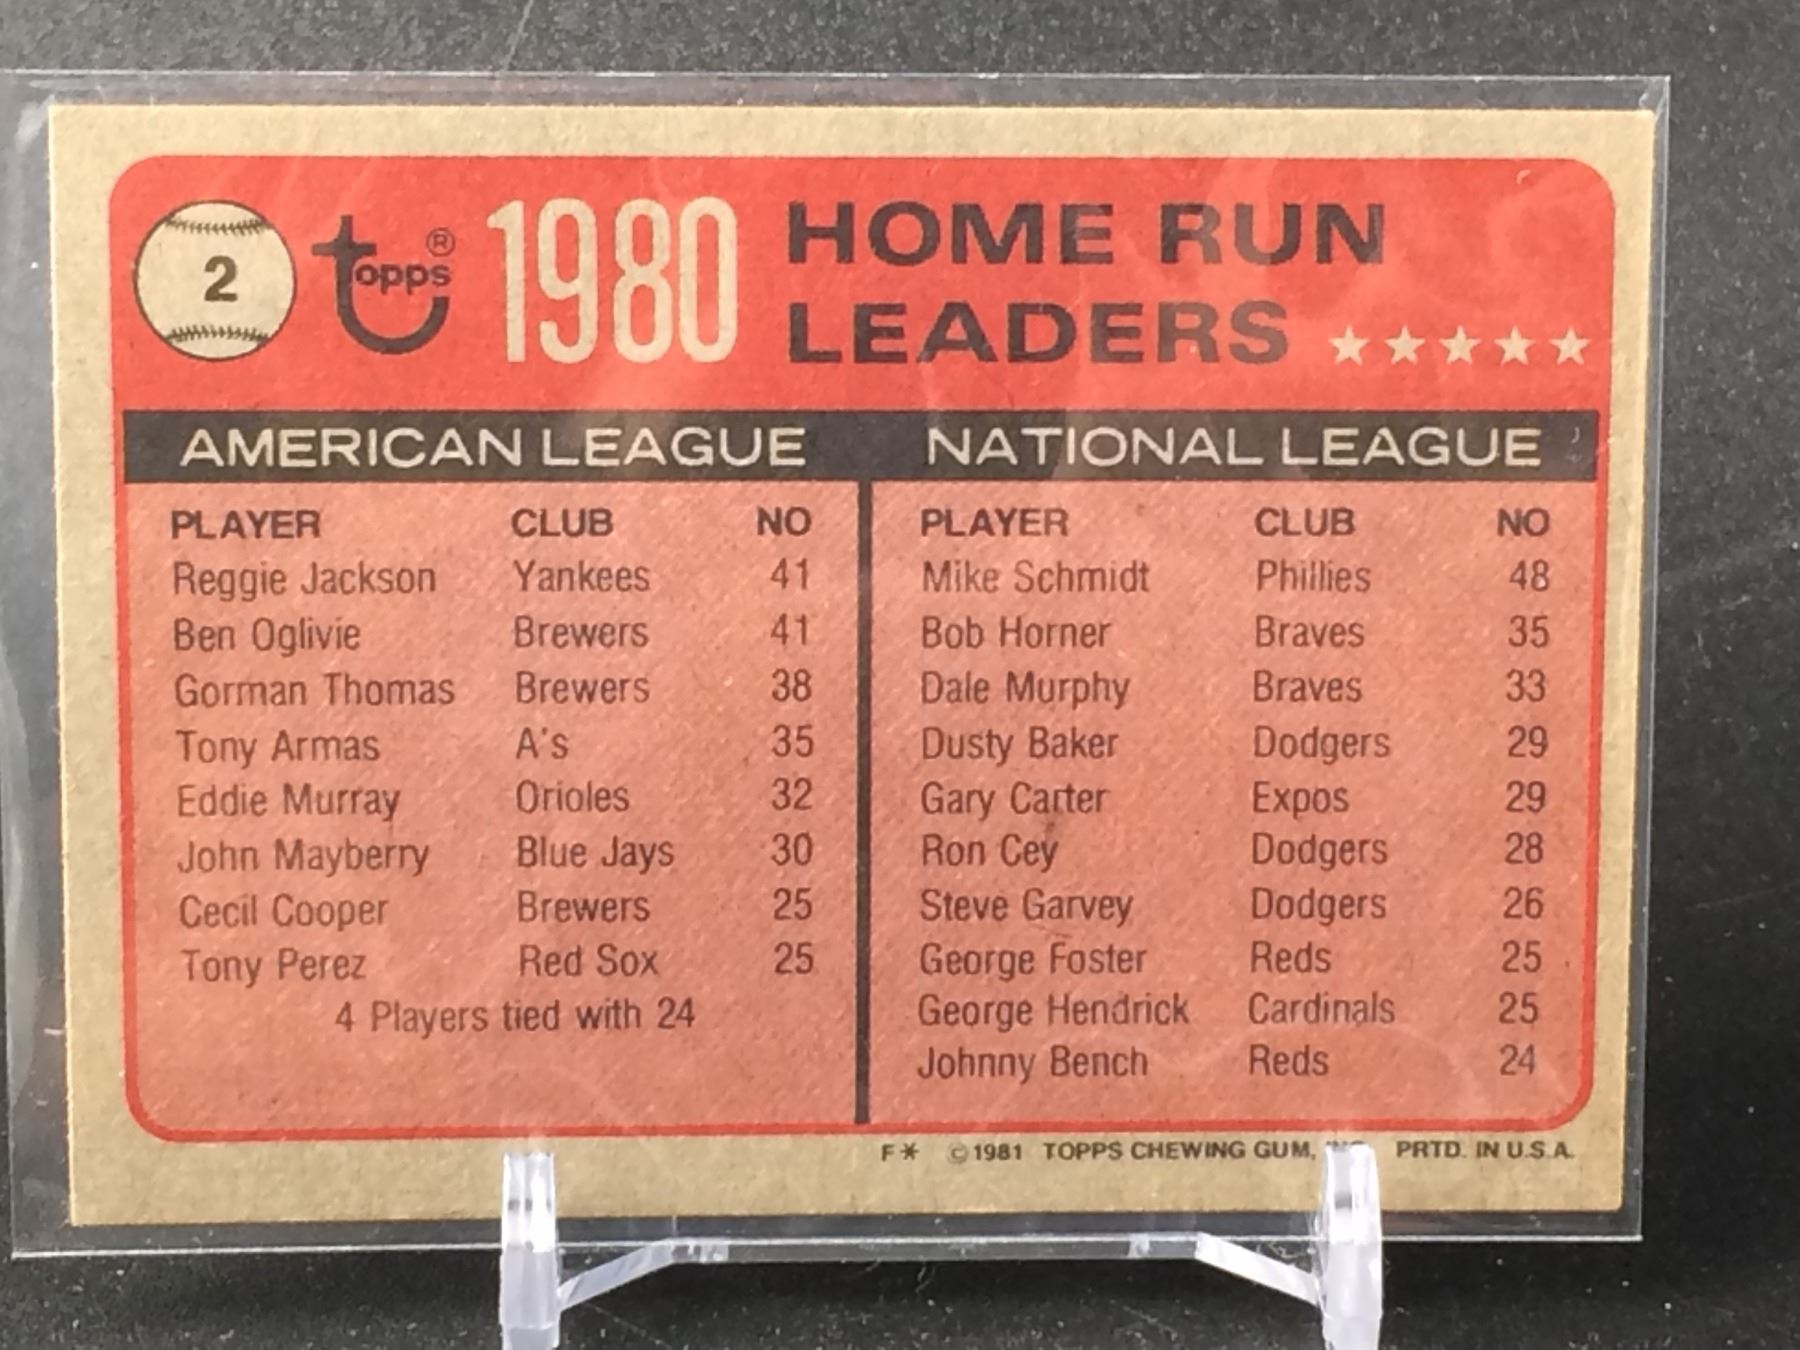 2
topps ® 1980 HOME RUN
LEADERS ★★★★★
AMERICAN LEAGUE
PLAYER CLUB NO
Reggie Jackson Yankees 41
Ben Oglivie Brewers 41
Gorman Thomas Brewers 38
Tony Armas A's 35
Eddie Murray Orioles 32
John Mayberry Blue Jays 30
Cecil Cooper Brewers 25
Tony Perez Red Sox 25
4 Players tied with 24
NATIONAL LEAGUE
PLAYER CLUB NO
Mike Schmidt Phillies 48
Bob Horner Braves 35
Dale Murphy Braves 33
Dusty Baker Dodgers 29
Gary Carter Expos 29
Ron Cey Dodgers 28
Steve Garvey Dodgers 26
George Foster Reds 25
George Hendrick Cardinals 25
Johnny Bench Reds 24
F* © 1981 TOPPS CHEWING GUM, PRTD. IN U.S.A.